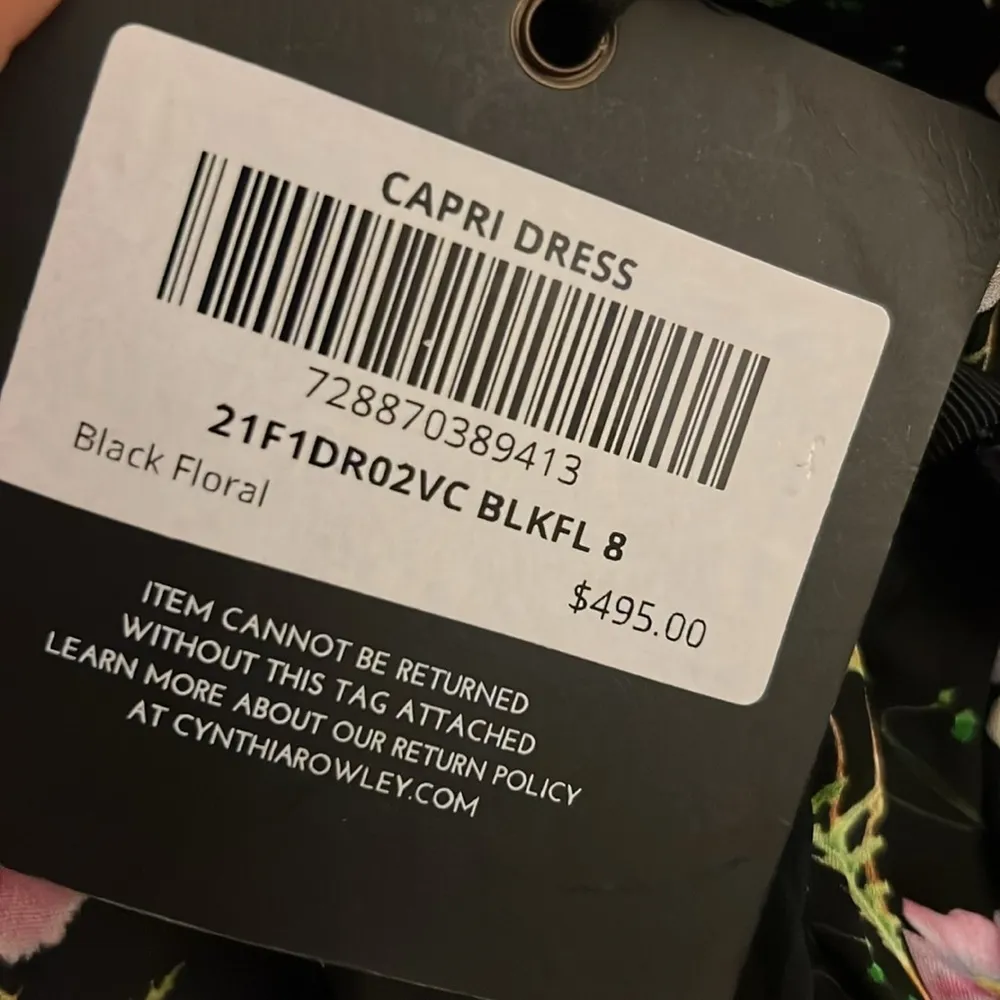 CAPRI DRESS
728870389413
21F1DR02VC BLKFL 8
Black Floral
$495.00
ITEM CANNOT BE RETURNED
WITHOUT THIS TAG ATTACHED
LEARN MORE ABOUT OUR RETURN POLICY
AT CYNTHIAROWLEY.COM